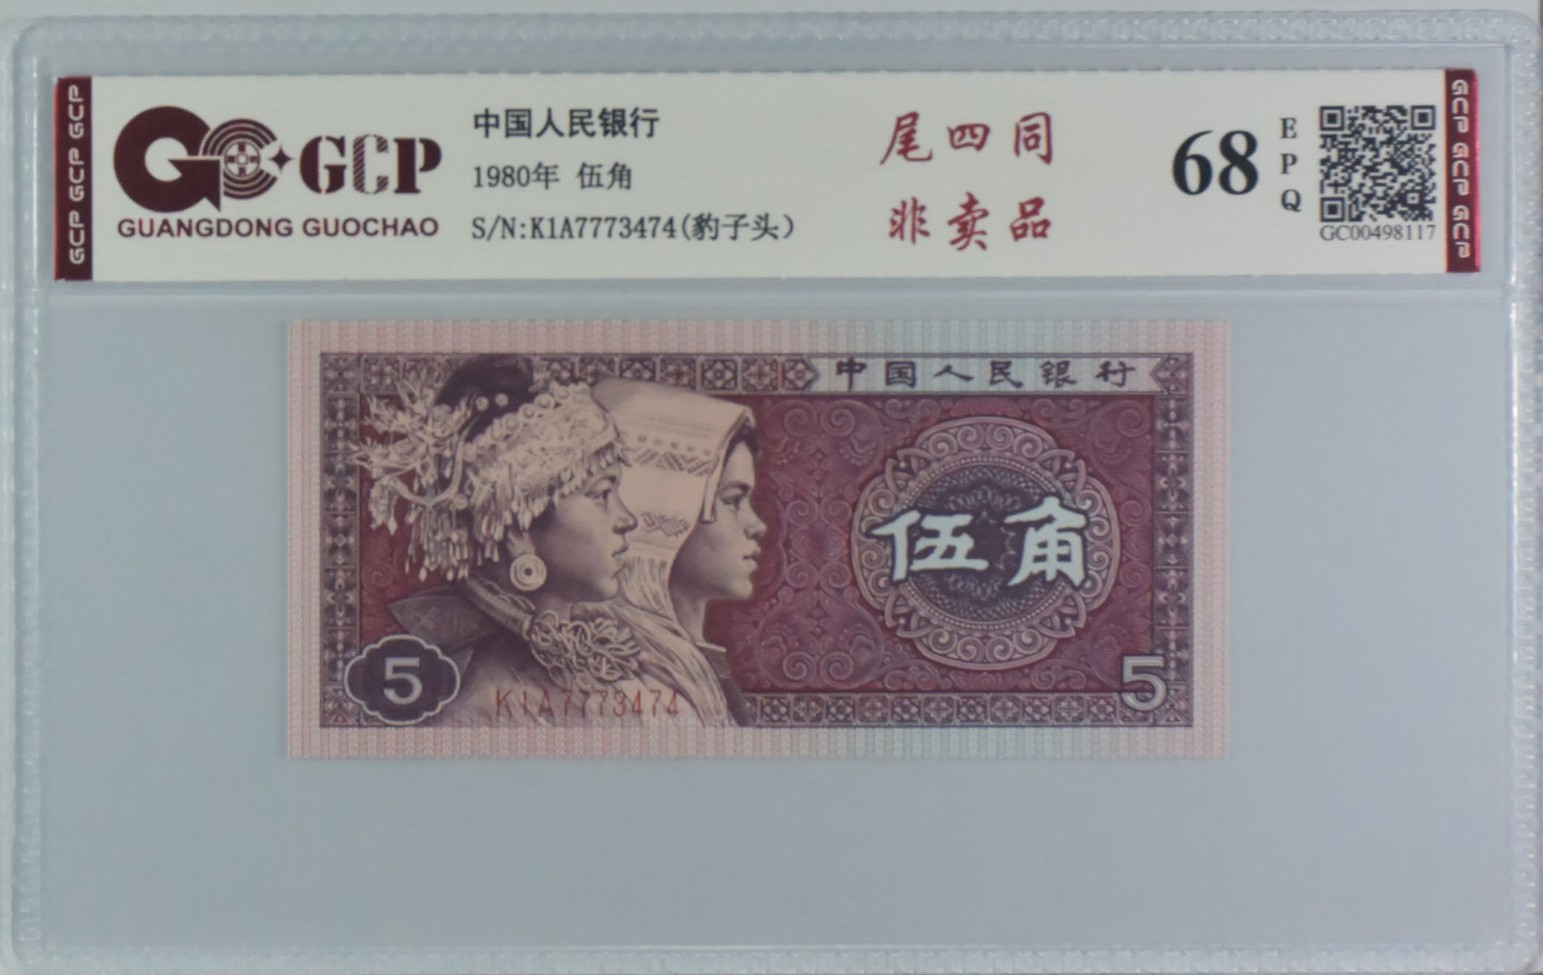 GCP GCP GCP
GCP
GUANGDONG GUOCHAO
中国人民银行
1980年 伍角
S/N:K1A7773474(豹子头)
尾四同
非卖品
68
EPQ
GC00498117
GCP GCP GCP
中国人民银行
伍角
5
K1A7773474
5